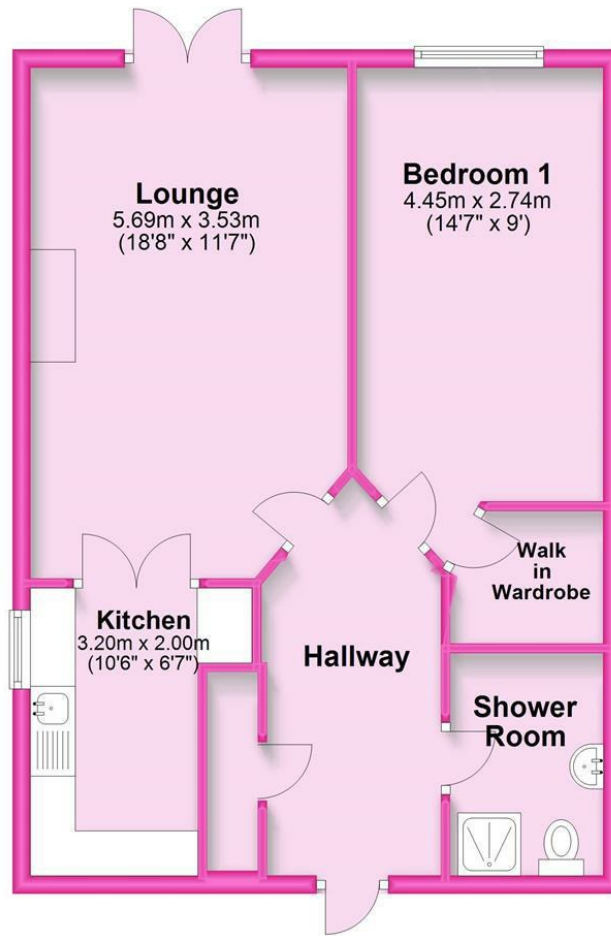 Lounge
5.69m x 3.53m
(18'8" x 11'7")
Bedroom 1
4.45m x 2.74m
(14'7" x 9')
Walk
in
Wardrobe
Kitchen
3.20m x 2.00m
(10'6" x 6'7")
Hallway
Shower
Room